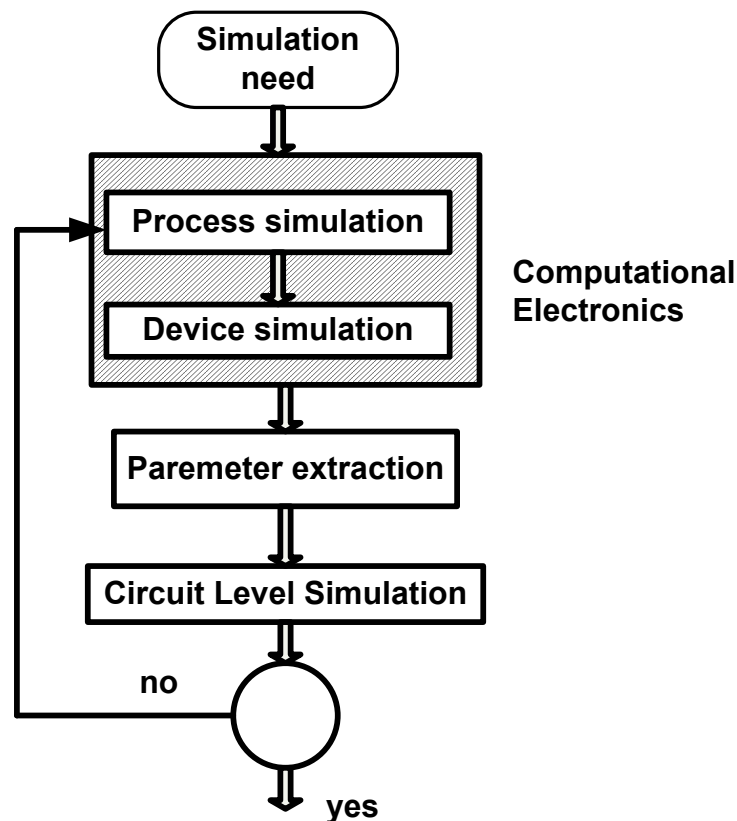 Simulation
need
Process simulation
Device simulation
Computational
Electronics
Paremeter extraction
Circuit Level Simulation
no
yes